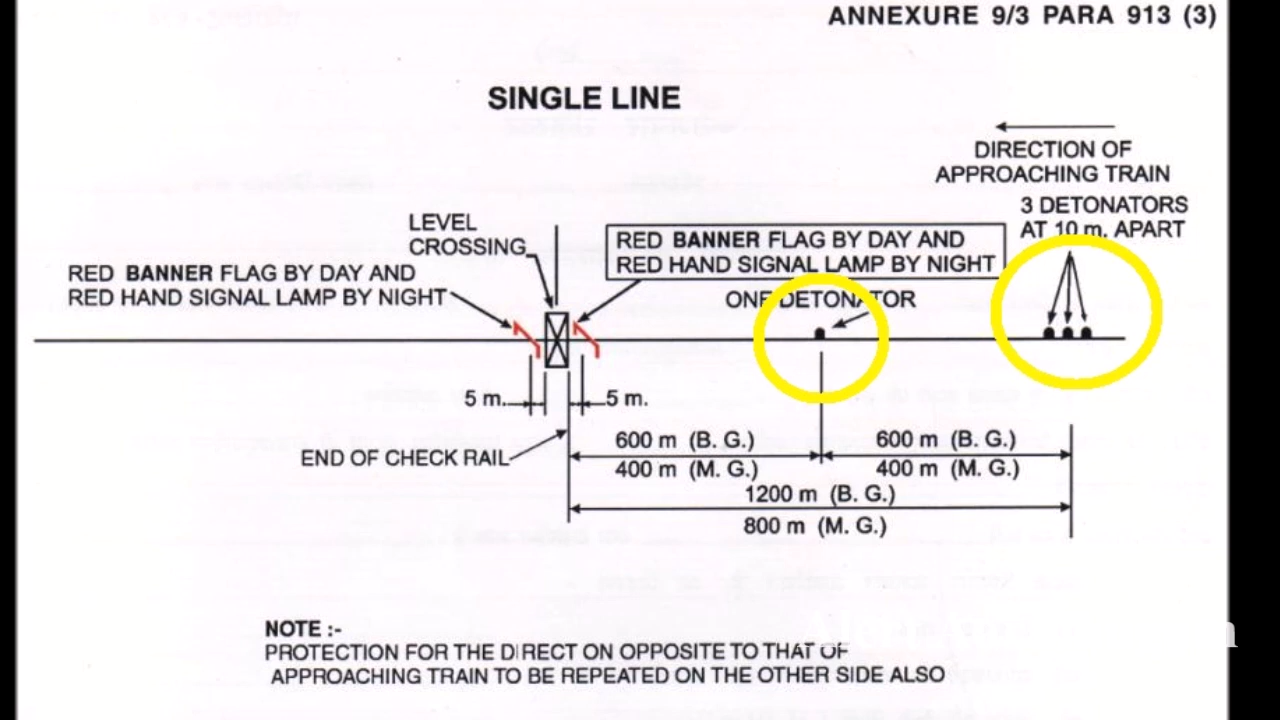 ANNEXURE 9/3 PARA 913 (3)
SINGLE LINE
DIRECTION OF
APPROACHING TRAIN
3 DETONATORS
AT 10 m. APART
LEVEL
CROSSING
RED BANNER FLAG BY DAY AND
RED HAND SIGNAL LAMP BY NIGHT
RED BANNER FLAG BY DAY AND
RED HAND SIGNAL LAMP BY NIGHT
ONE DETONATOR
5 m.
5 m.
END OF CHECK RAIL
600 m (B. G.)
400 m (M. G.)
600 m (B. G.)
400 m (M. G.)
1200 m (B. G.)
800 m (M. G.)
NOTE :-
PROTECTION FOR THE DIRECT ON OPPOSITE TO THAT OF
APPROACHING TRAIN TO BE REPEATED ON THE OTHER SIDE ALSO